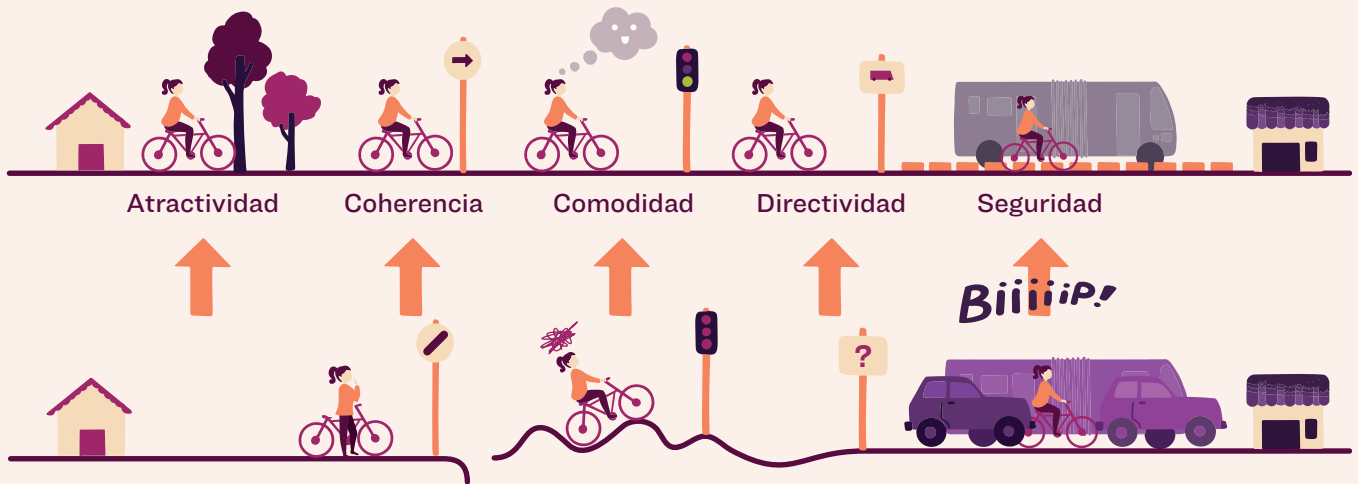 Atractividad
Coherencia
Comodidad
Directividad
Seguridad
Biiiiip!
?